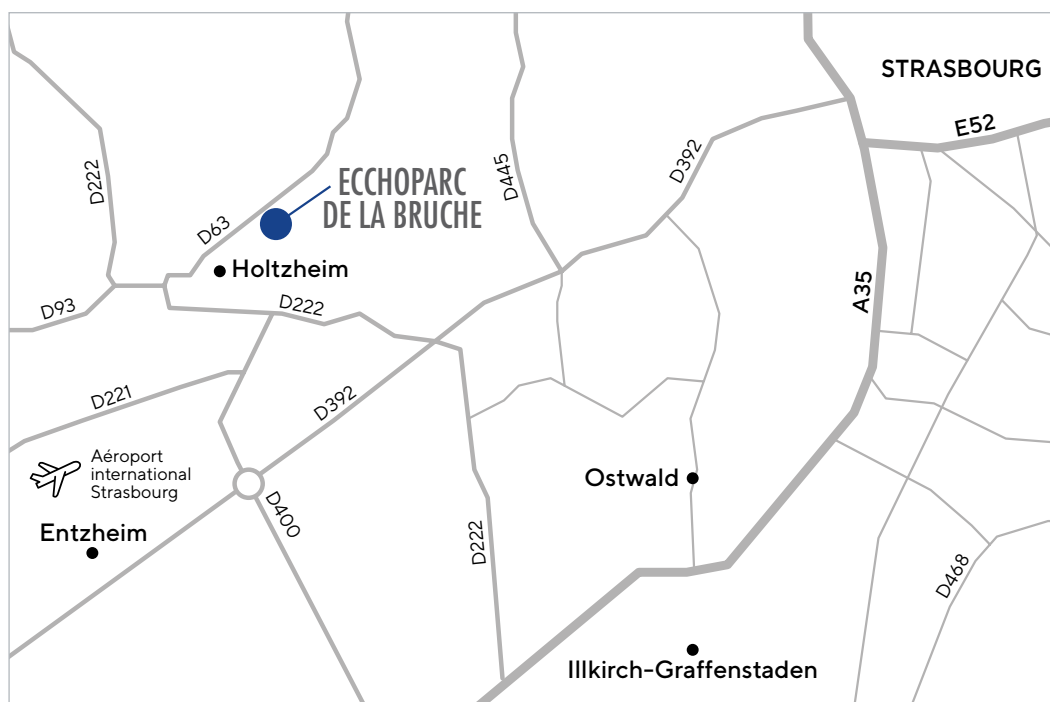 STRASBOURG
E52
D392
D445
D222
ECCHOPARC
DE LA BRUCHE
D63
Holtzheim
A35
D222
D93
D221
D392
Aéroport
international
Strasbourg
Ostwald
D400
Entzheim
D222
D468
Illkirch-Graffenstaden